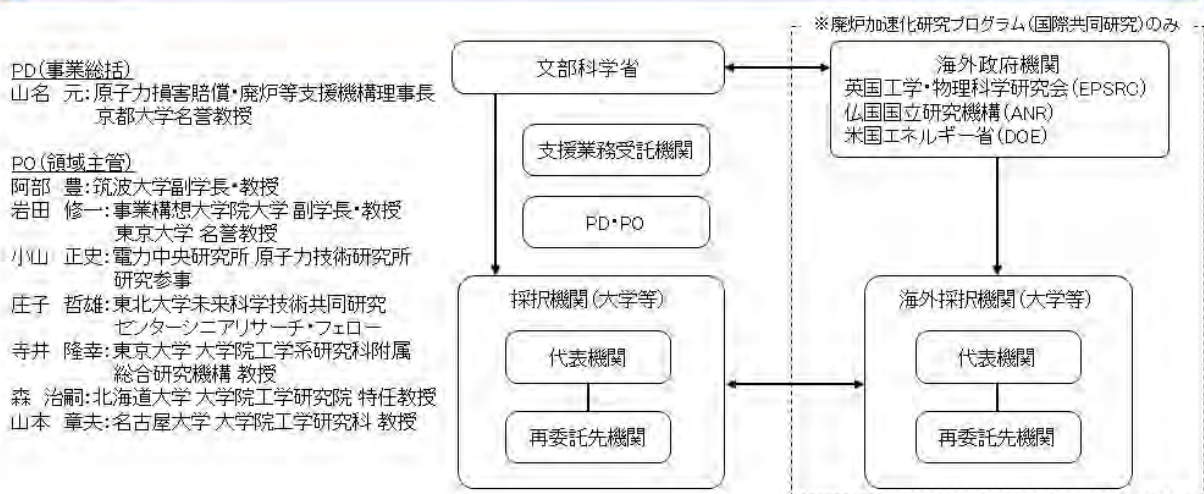 PD(事業総括)
山名 元:原子力損害賠償・廃炉等支援機構理事長
京都大学名誉教授
PO(領域主管)
阿部 豊:筑波大学副学長・教授
岩田 修一:事業構想大学院大学 副学長・教授
東京大学 名誉教授
小山 正史:電力中央研究所 原子力技術研究所
研究参事
庄子 哲雄:東北大学未来科学技術共同研究
センターシニアリサーチ・フェロー
寺井 隆幸:東京大学 大学院工学系研究科附属
総合研究機構 教授
森 治嗣:北海道大学 大学院工学研究院 特任教授
山本 章夫:名古屋大学 大学院工学研究科 教授
文部科学省
支援業務受託機関
PD・PO
採択機関(大学等)
代表機関
再委託先機関
※廃炉加速化研究プログラム(国際共同研究)のみ
海外政府機関
英国工学・物理科学研究会(EPSRC)
仏国国立研究機構(ANR)
米国エネルギー省(DOE)
海外採択機関(大学等)
代表機関
再委託先機関